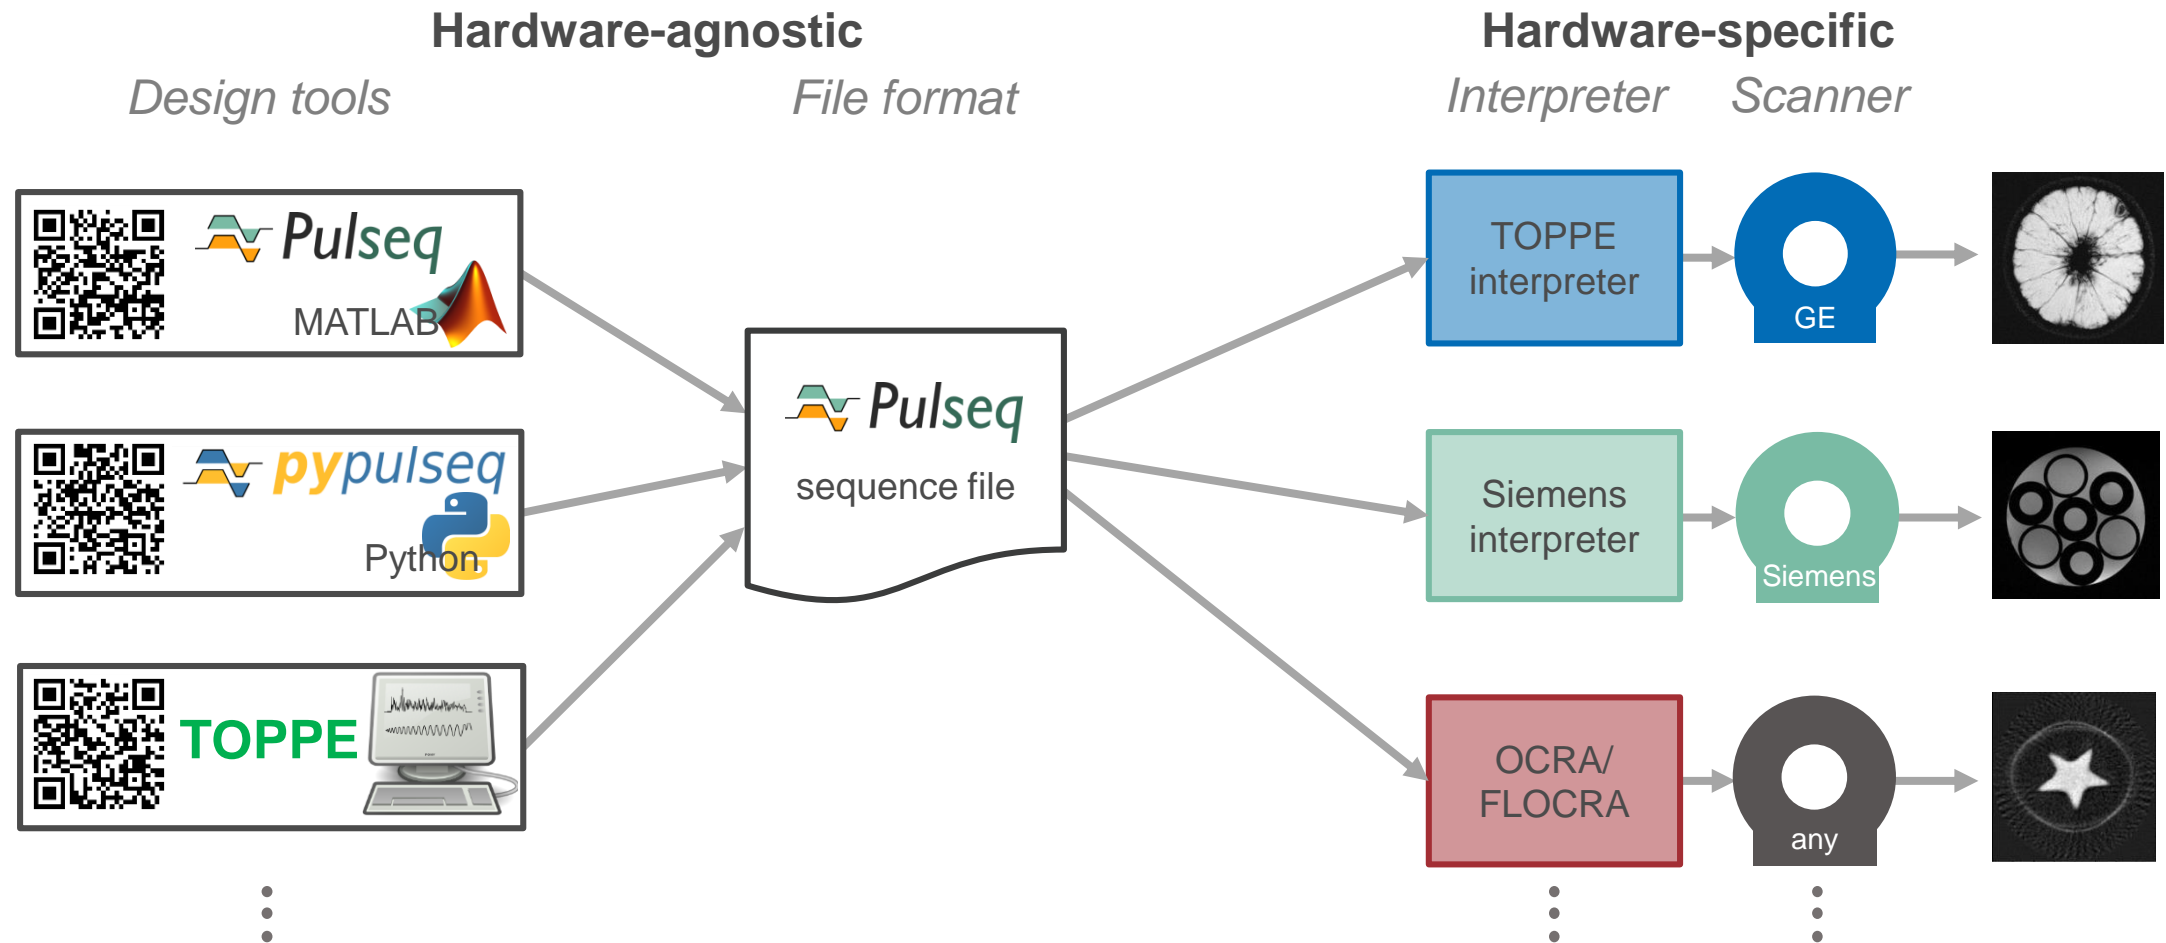 Hardware-agnostic
Hardware-specific
Design tools
File format
Interpreter
Scanner
Pulseq
MATLAB
pypulseq
Python
TOPPE
Pulseq
sequence file
TOPPE
interpreter
GE
Siemens
interpreter
Siemens
OCRA/
FLOCRA
any